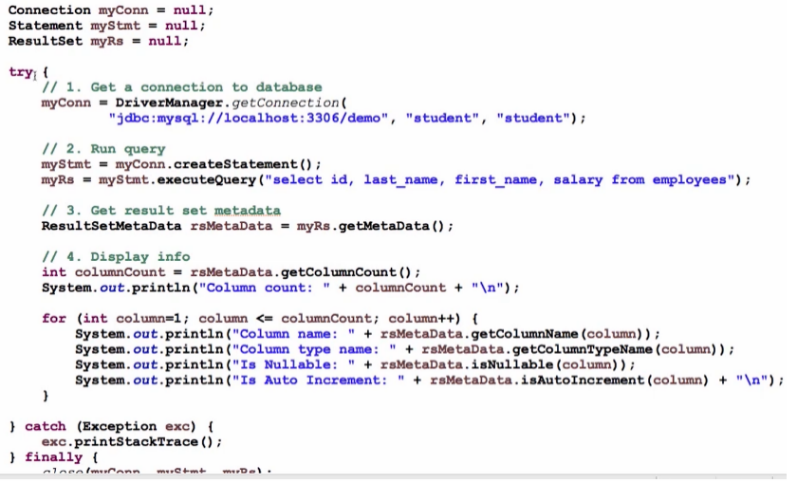 Connection myConn = null;
Statement myStmt = null;
ResultSet myRs = null;
try {
// 1. Get a connection to database
myConn = DriverManager.getConnection(
"jdbc:mysql://localhost:3306/demo", "student", "student");
// 2. Run query
myStmt = myConn.createStatement();
myRs = myStmt.executeQuery("select id, last_name, first_name, salary from employees");
// 3. Get result set metadata
ResultSetMetaData rsMetaData = myRs.getMetaData();
// 4. Display info
int columnCount = rsMetaData.getColumnCount();
System.out.println("Column count: " + columnCount + "\n");
for (int column=1; column <= columnCount; column++) {
System.out.println("Column name: " + rsMetaData.getColumnName(column));
System.out.println("Column type name: " + rsMetaData.getColumnTypeName(column));
System.out.println("Is Nullable: " + rsMetaData.isNullable(column));
System.out.println("Is Auto Increment: " + rsMetaData.isAutoIncrement(column) + "\n");
}
} catch (Exception exc) {
exc.printStackTrace();
} finally {
close(myConn, myStmt, myRs);